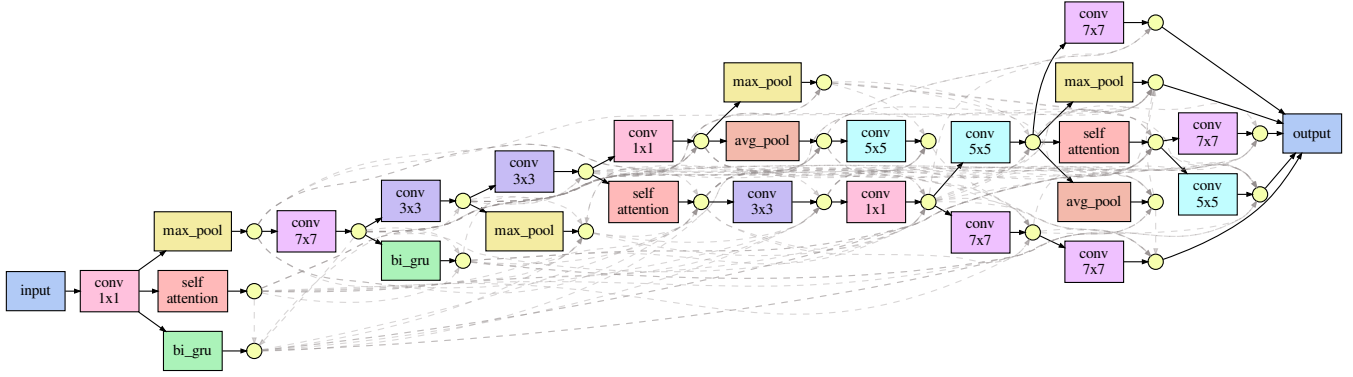 conv
7x7
max_pool
max_pool
conv
1x1
avg_pool
conv
5x5
conv
5x5
self
attention
conv
7x7
output
conv
3x3
conv
3x3
self
attention
conv
3x3
conv
1x1
avg_pool
conv
5x5
max_pool
conv
7x7
max_pool
conv
7x7
bi_gru
conv
7x7
input
conv
1x1
self
attention
bi_gru